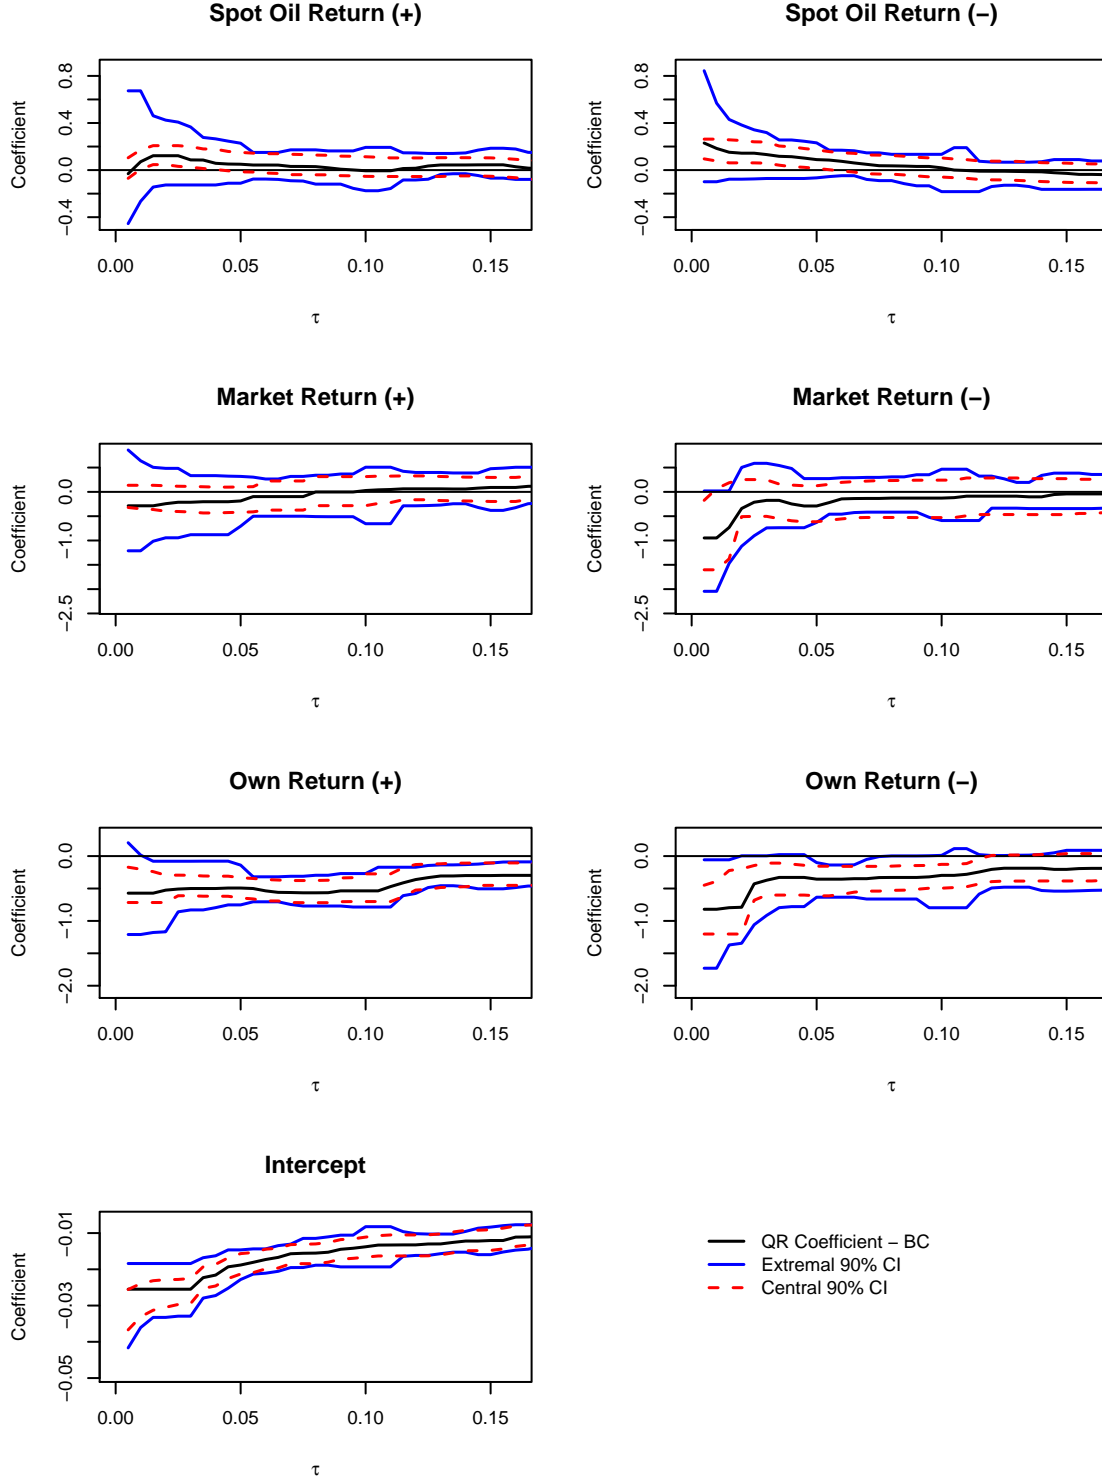 Spot Oil Return (+)
Coefficient
0.8
0.4
0.0
−0.4
0.00 0.05 0.10 0.15
τ
Spot Oil Return (−)
Coefficient
0.8
0.4
0.0
−0.4
0.00 0.05 0.10 0.15
τ
Market Return (+)
Coefficient
0.0
−1.0
−2.5
0.00 0.05 0.10 0.15
τ
Market Return (−)
Coefficient
0.0
−1.0
−2.5
0.00 0.05 0.10 0.15
τ
Own Return (+)
Coefficient
0.0
−1.0
−2.0
0.00 0.05 0.10 0.15
τ
Own Return (−)
Coefficient
0.0
−1.0
−2.0
0.00 0.05 0.10 0.15
τ
Intercept
Coefficient
−0.01
−0.03
−0.05
0.00 0.05 0.10 0.15
τ
QR Coefficient − BC
Extremal 90% CI
Central 90% CI